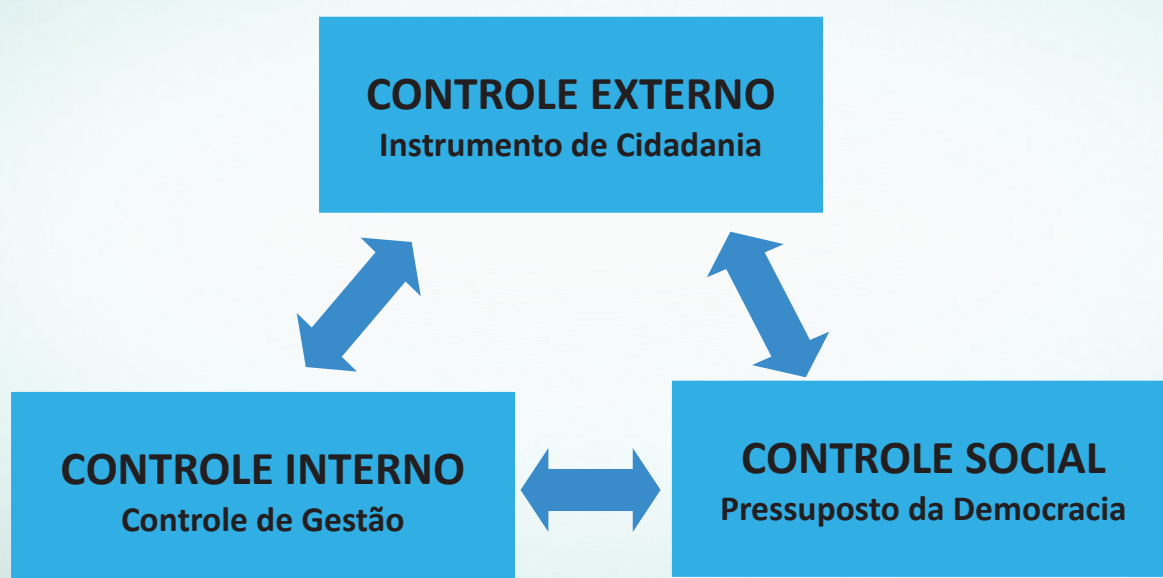 CONTROLE EXTERNO
Instrumento de Cidadania
CONTROLE INTERNO
Controle de Gestão
CONTROLE SOCIAL
Pressuposto da Democracia